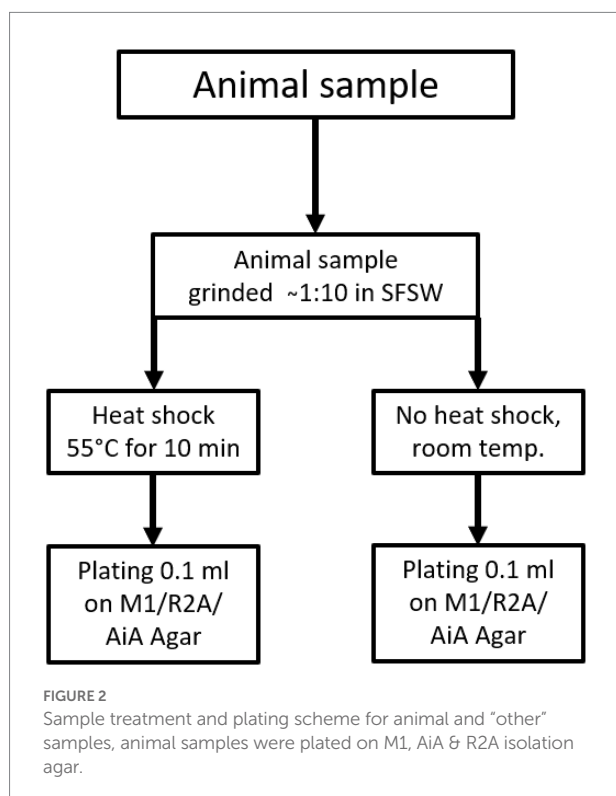 Animal sample
Animal sample
grinded ~1:10 in SFSW
Heat shock
55°C for 10 min
No heat shock,
room temp.
Plating 0.1 ml
on M1/R2A/
AiA Agar
Plating 0.1 ml
on M1/R2A/
AiA Agar
FIGURE 2
Sample treatment and plating scheme for animal and “other”
samples, animal samples were plated on M1, AiA & R2A isolation
agar.